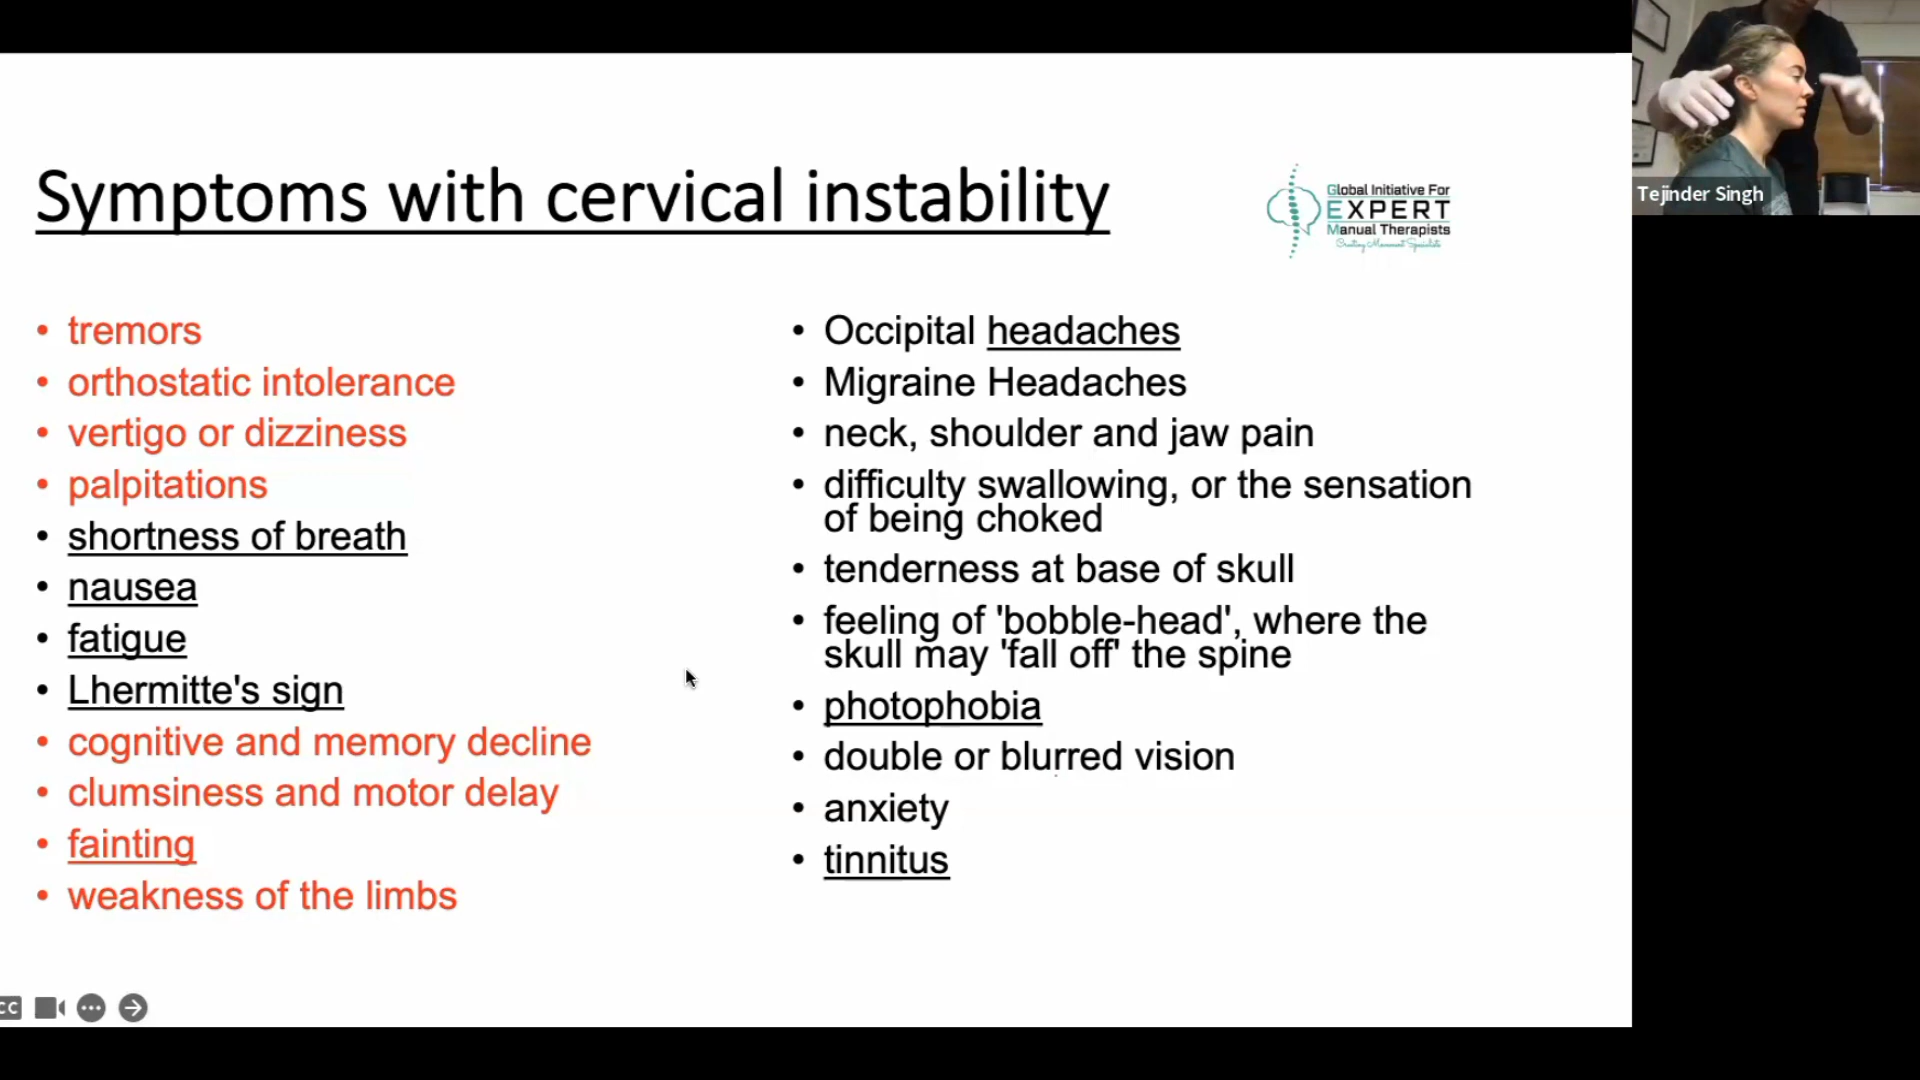 Symptoms with cervical instability
Global Initiative For
EXPERT
Manual Therapists
Creating Movement Specialists
• tremors
• orthostatic intolerance
• vertigo or dizziness
• palpitations
• shortness of breath
• nausea
• fatigue
• Lhermitte's sign
• cognitive and memory decline
• clumsiness and motor delay
• fainting
• weakness of the limbs
• Occipital headaches
• Migraine Headaches
• neck, shoulder and jaw pain
• difficulty swallowing, or the sensation
of being choked
• tenderness at base of skull
• feeling of 'bobble-head', where the
skull may 'fall off' the spine
• photophobia
• double or blurred vision
• anxiety
• tinnitus
Tejinder Singh
CC